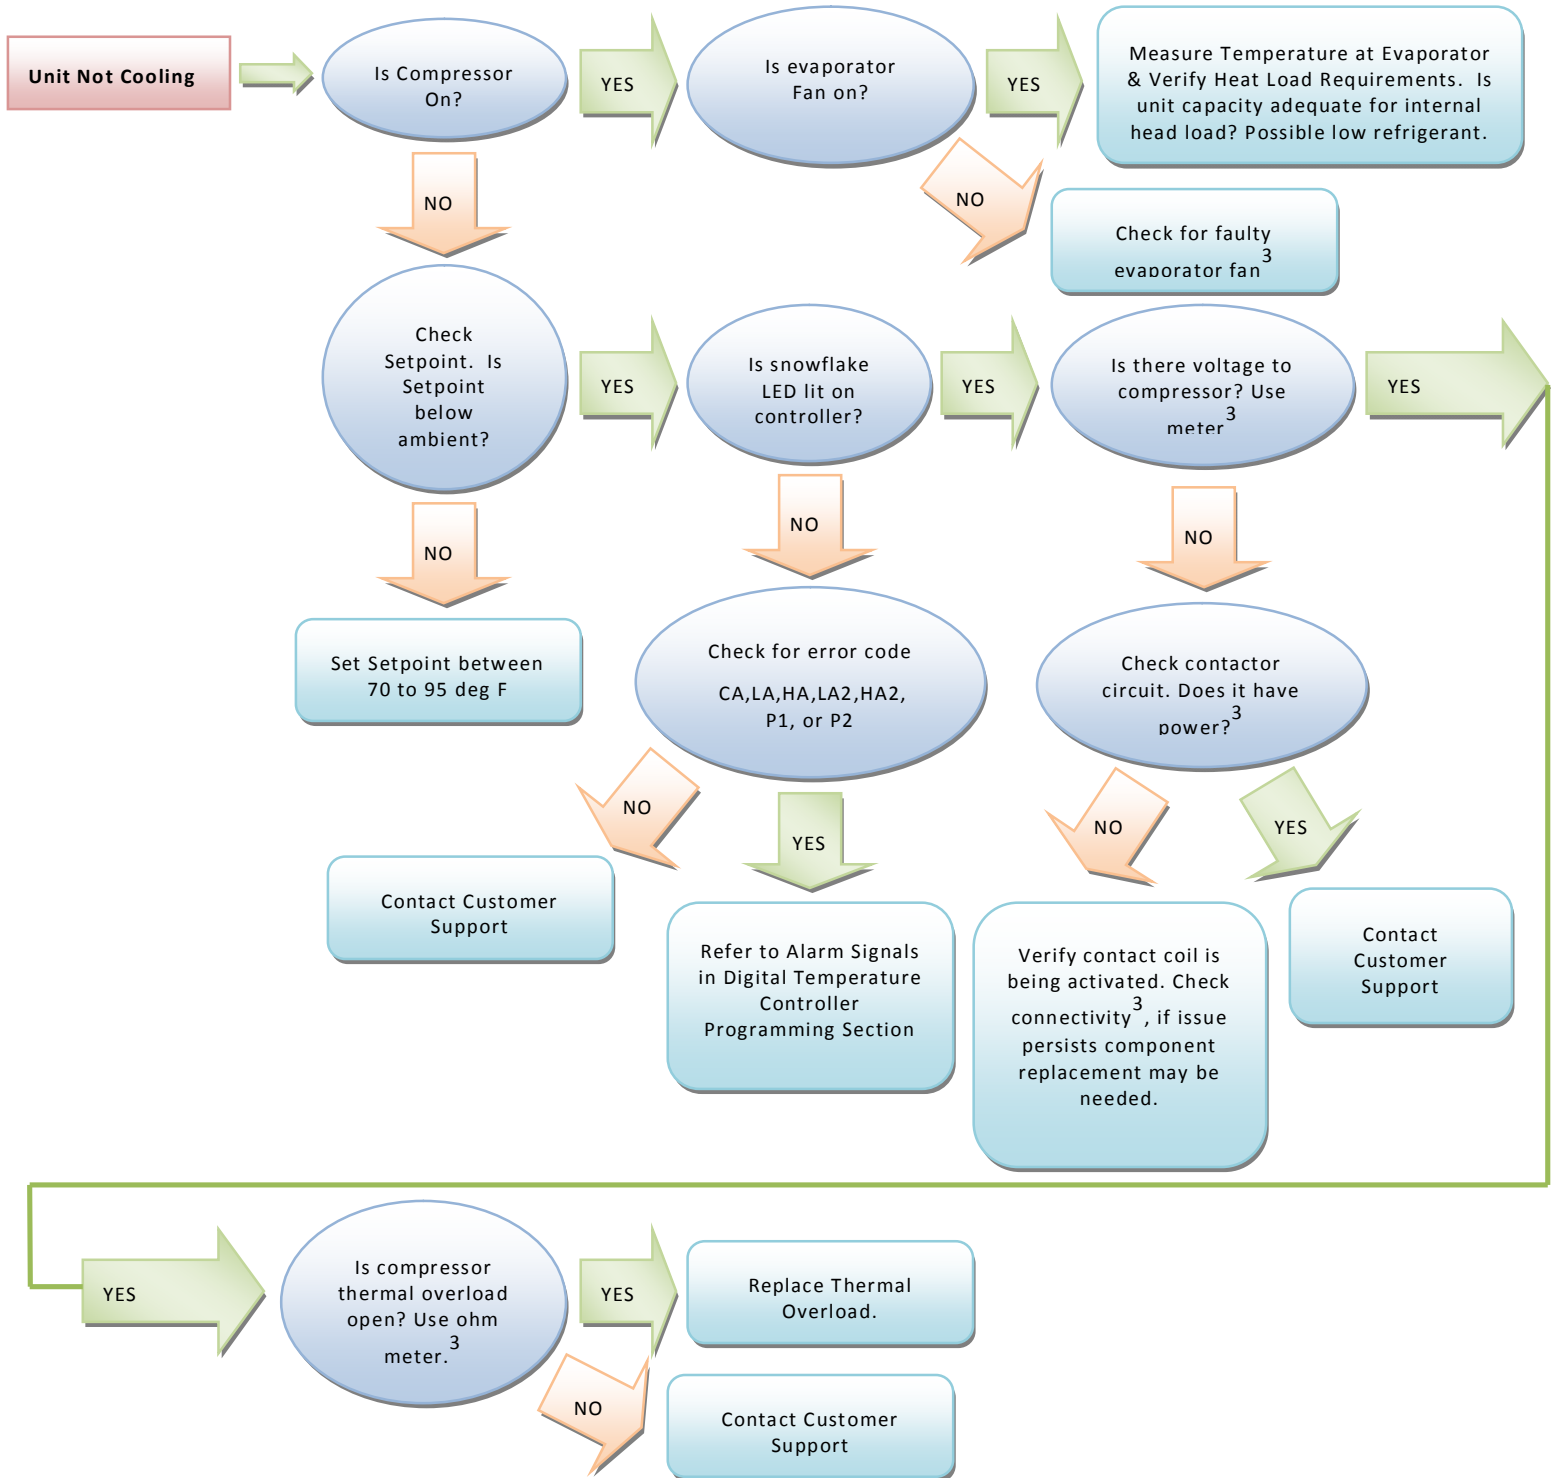 Unit Not Cooling
Is Compressor
On?
YES
Is evaporator
Fan on?
YES
Measure Temperature at Evaporator
& Verify Heat Load Requirements. Is
unit capacity adequate for internal
head load? Possible low refrigerant.
NO
NO
Check for faulty
evaporator fan3
Check
Setpoint. Is
Setpoint
below
ambient?
YES
Is snowflake
LED lit on
controller?
YES
Is there voltage to
compressor? Use
meter3
YES
NO
NO
NO
Set Setpoint between
70 to 95 deg F
Check for error code
CA,LA,HA,LA2,HA2,
P1, or P2
Check contactor
circuit. Does it have
power?3
NO
YES
NO
YES
Contact Customer
Support
Refer to Alarm Signals
in Digital Temperature
Controller
Programming Section
Verify contact coil is
being activated. Check
connectivity3, if issue
persists component
replacement may be
needed.
Contact
Customer
Support
YES
Is compressor
thermal overload
open? Use ohm
meter.3
YES
Replace Thermal
Overload.
NO
Contact Customer
Support